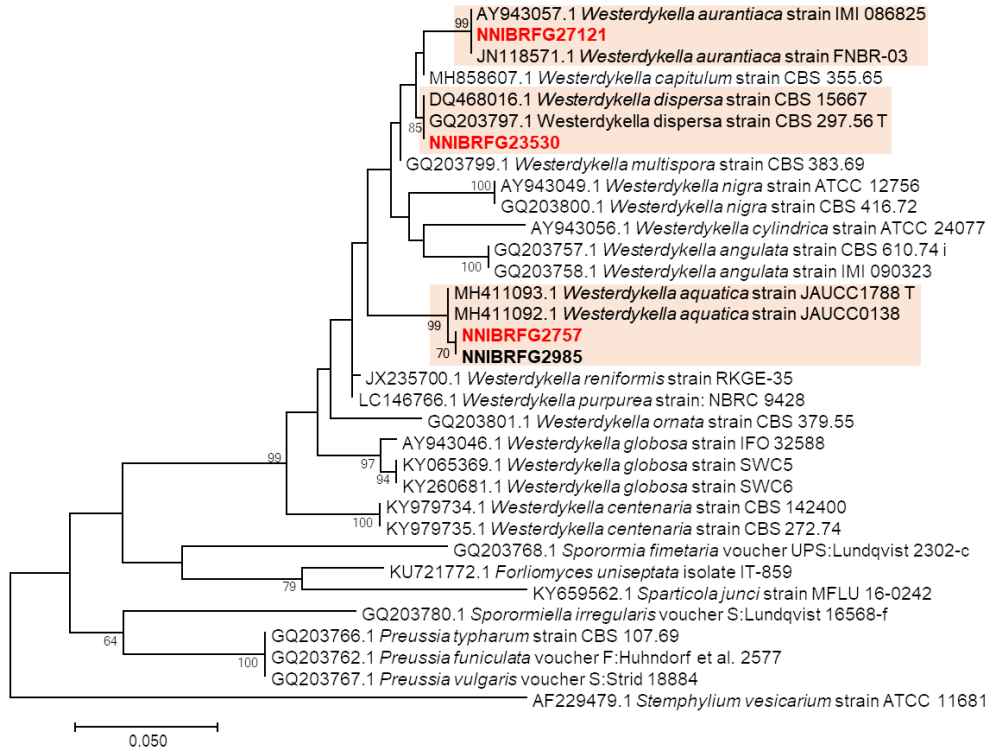 AY943057.1 Westerdykella aurantiaca strain IMI 086825
99
NNIBRFG27121
JN118571.1 Westerdykella aurantiaca strain FNBR-03
MH858607.1 Westerdykella capitulum strain CBS 355.65
DQ468016.1 Westerdykella dispersa strain CBS 15667
GQ203797.1 Westerdykella dispersa strain CBS 297.56 T
85
NNIBRFG23530
GQ203799.1 Westerdykella multispora strain CBS 383.69
100
AY943049.1 Westerdykella nigra strain ATCC 12756
GQ203800.1 Westerdykella nigra strain CBS 416.72
AY943056.1 Westerdykella cylindrica strain ATCC 24077
GQ203757.1 Westerdykella angulata strain CBS 610.74 i
100
GQ203758.1 Westerdykella angulata strain IMI 090323
MH411093.1 Westerdykella aquatica strain JAUCC1788 T
MH411092.1 Westerdykella aquatica strain JAUCC0138
99
NNIBRFG2757
70
NNIBRFG2985
JX235700.1 Westerdykella reniformis strain RKGE-35
LC146766.1 Westerdykella purpurea strain: NBRC 9428
GQ203801.1 Westerdykella ornata strain CBS 379.55
AY943046.1 Westerdykella globosa strain IFO 32588
99
97
KY065369.1 Westerdykella globosa strain SWC5
94
KY260681.1 Westerdykella globosa strain SWC6
KY979734.1 Westerdykella centenaria strain CBS 142400
100
KY979735.1 Westerdykella centenaria strain CBS 272.74
GQ203768.1 Sporormia fimetaria voucher UPS:Lundqvist 2302-c
KU721772.1 Forliomyces uniseptata isolate IT-859
79
KY659562.1 Sparticola junci strain MFLU 16-0242
GQ203780.1 Sporormiella irregularis voucher S:Lundqvist 16568-f
64
GQ203766.1 Preussia typharum strain CBS 107.69
GQ203762.1 Preussia funiculata voucher F:Huhndorf et al. 2577
100
GQ203767.1 Preussia vulgaris voucher S:Strid 18884
AF229479.1 Stemphylium vesicarium strain ATCC 11681
0.050